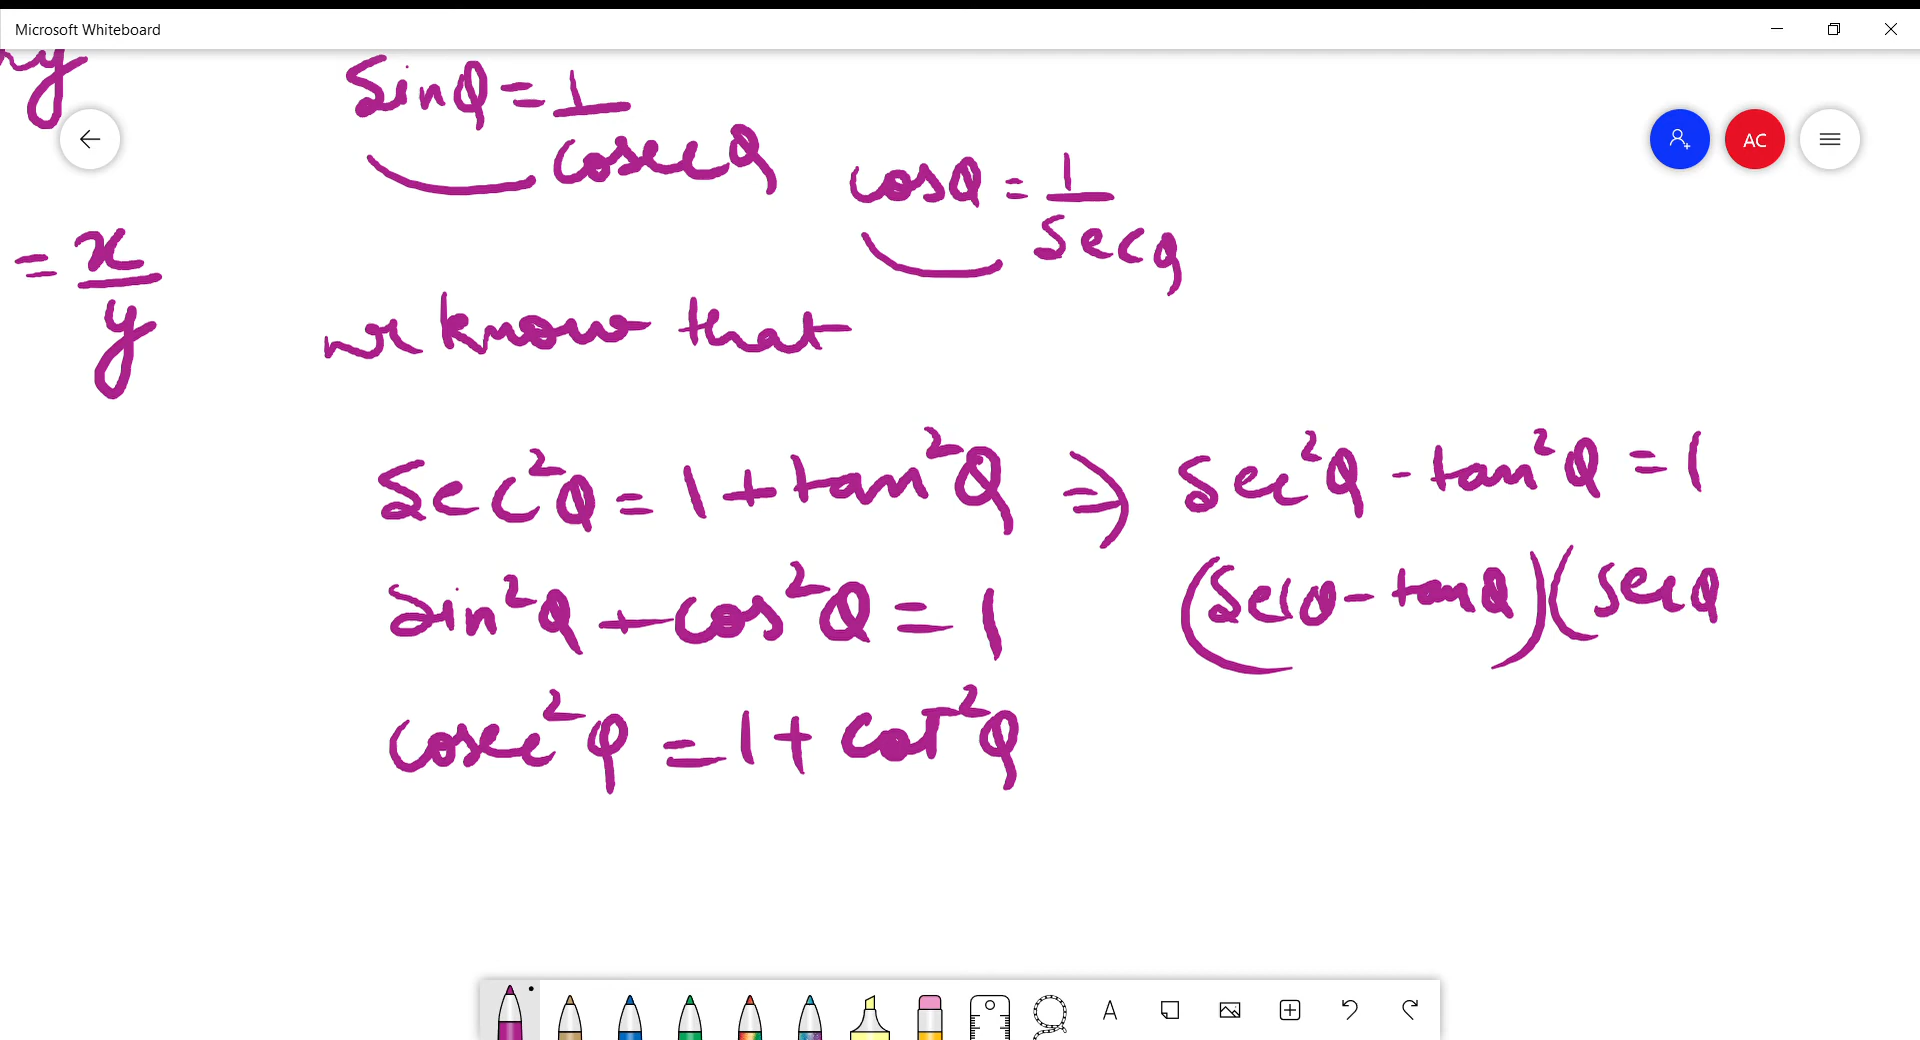 Microsoft Whiteboard
y
sinθ = 1/cosecθ
cosθ = 1/secθ
AC
= x/y
we know that
sec²θ = 1 + tan²θ ⇒ sec²θ - tan²θ = 1
sin²θ + cos²θ = 1
(secθ - tanθ)(secθ
cosec²θ = 1 + cot²θ
A